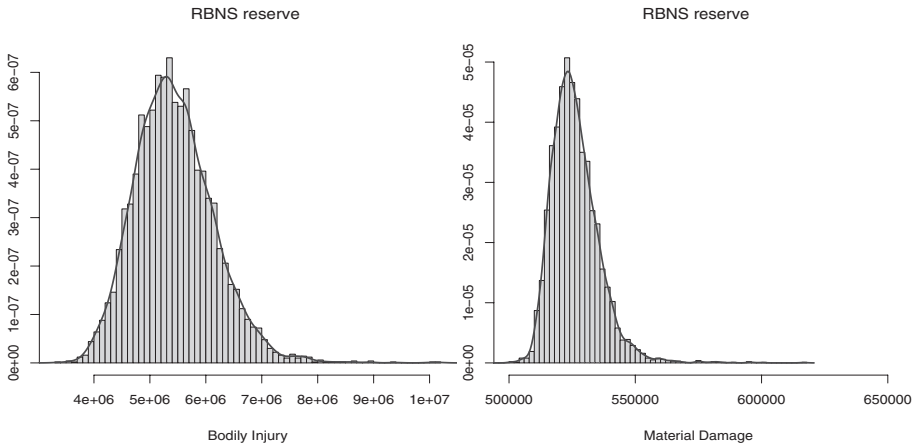 RBNS reserve
6e−07
5e−07
4e−07
3e−07
2e−07
1e−07
0e+00
4e+06 5e+06 6e+06 7e+06 8e+06 9e+06 1e+07
Bodily Injury
RBNS reserve
5e−05
4e−05
3e−05
2e−05
1e−05
0e+00
500000 550000 600000 650000
Material Damage